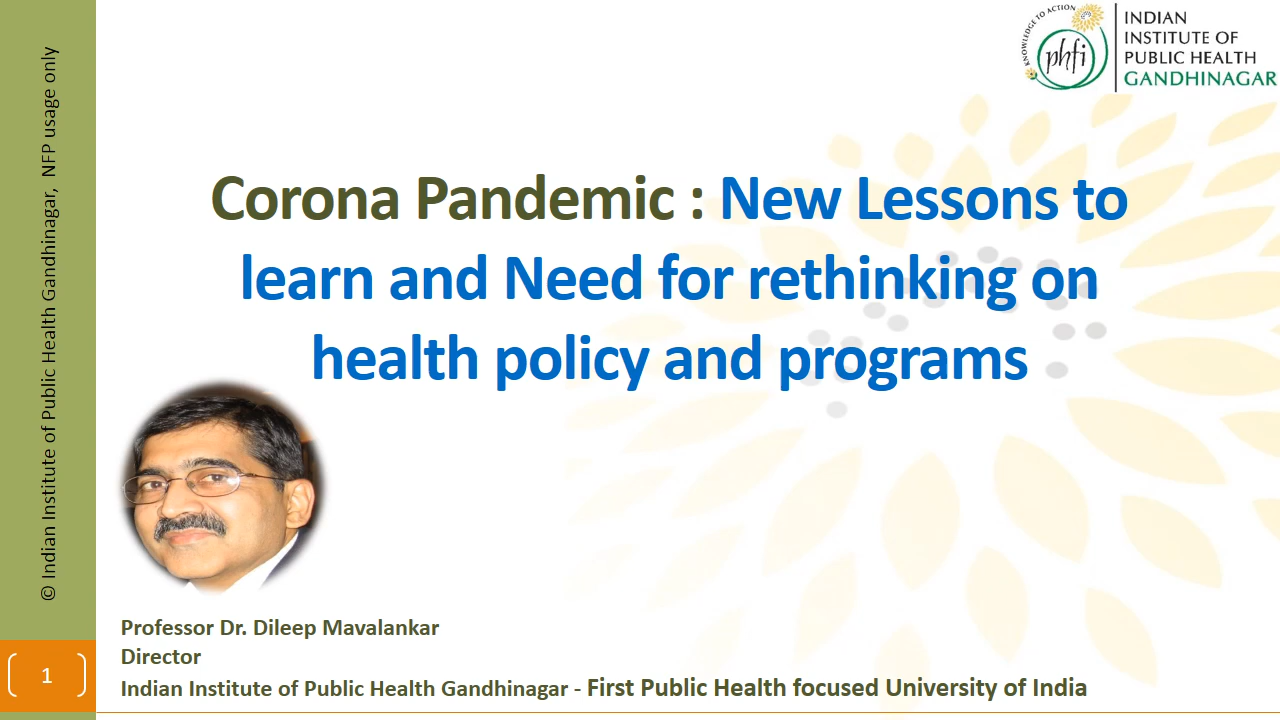 © Indian Institute of Public Health Gandhinagar, NFP usage only
KNOWLEDGE TO ACTION
phfi
INDIAN
INSTITUTE OF
PUBLIC HEALTH
GANDHINAGAR
Corona Pandemic : New Lessons to
learn and Need for rethinking on
health policy and programs
Professor Dr. Dileep Mavalankar
Director
Indian Institute of Public Health Gandhinagar - First Public Health focused University of India
1